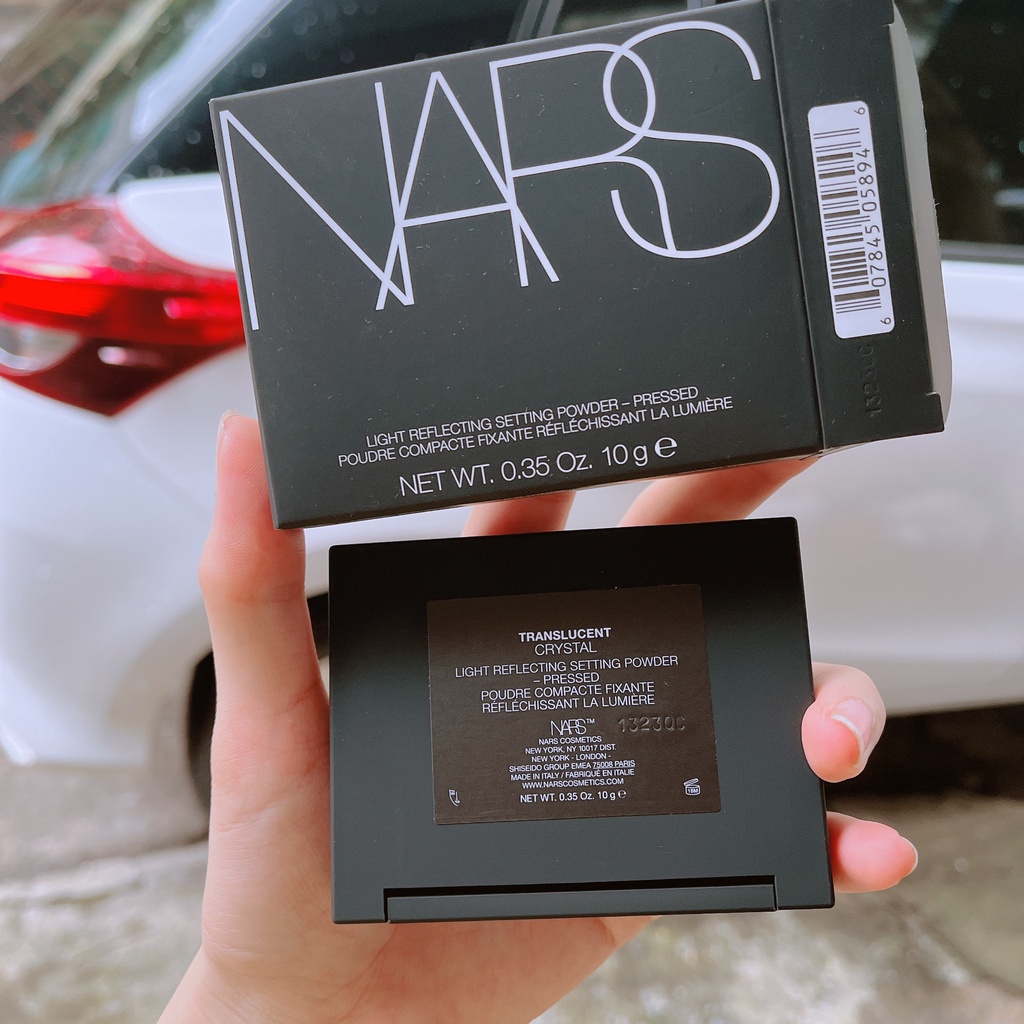 NARS
LIGHT REFLECTING SETTING POWDER – PRESSED
POUDRE COMPACTE FIXANTE RÉFLÉCHISSANT LA LUMIÈRE
NET WT. 0.35 Oz. 10 g ℮
6 07845 05894 6
1323QC
TRANSLUCENT
CRYSTAL
LIGHT REFLECTING SETTING POWDER
– PRESSED
POUDRE COMPACTE FIXANTE
RÉFLÉCHISSANT LA LUMIÈRE
NARS™ 1323QC
NARS COSMETICS
NEW YORK, NY 10017 DIST.
NEW YORK - LONDON -
SHISEIDO GROUP EMEA 75008 PARIS
MADE IN ITALY / FABRIQUÉ EN ITALIE
WWW.NARSCOSMETICS.COM
NET WT. 0.35 Oz. 10 g ℮
18M